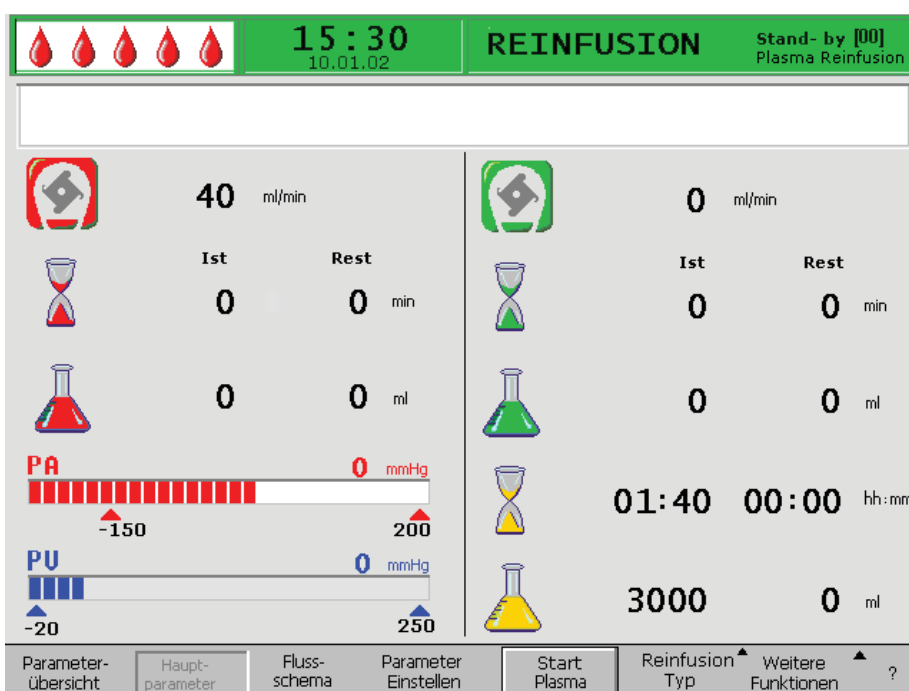 15:30
10.01.02
REINFUSION
Stand- by [00]
Plasma Reinfusion
40 ml/min
Ist Rest
0 0 min
0 0 ml
PA 0 mmHg
-150 200
PV 0 mmHg
-20 250
0 ml/min
Ist Rest
0 0 min
0 0 ml
01:40 00:00 hh:mm
3000 0 ml
Parameter-
übersicht
Haupt-
parameter
Fluss-
schema
Parameter
Einstellen
Start
Plasma
Reinfusion
Typ
Weitere
Funktionen
?